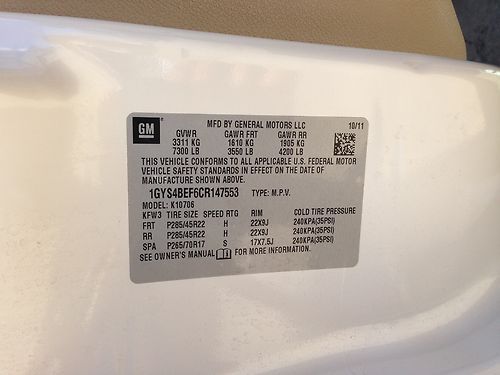 GM
MFD BY GENERAL MOTORS LLC 10/11
GVWR GAWR FRT GAWR RR
3311 KG 1610 KG 1905 KG
7300 LB 3550 LB 4200 LB
THIS VEHICLE CONFORMS TO ALL APPLICABLE U.S. FEDERAL MOTOR
VEHICLE SAFETY STANDARDS IN EFFECT ON THE DATE OF
MANUFACTURE SHOWN ABOVE.
1GYS4BEF6CR147553 TYPE: M.P.V.
MODEL: K10706
KFW3 TIRE SIZE SPEED RTG RIM COLD TIRE PRESSURE
FRT P285/45R22 H 22X9J 240KPA(35PSI)
RR P285/45R22 H 22X9J 240KPA(35PSI)
SPA P265/70R17 S 17X7.5J 240KPA(35PSI)
SEE OWNER'S MANUAL FOR MORE INFORMATION.